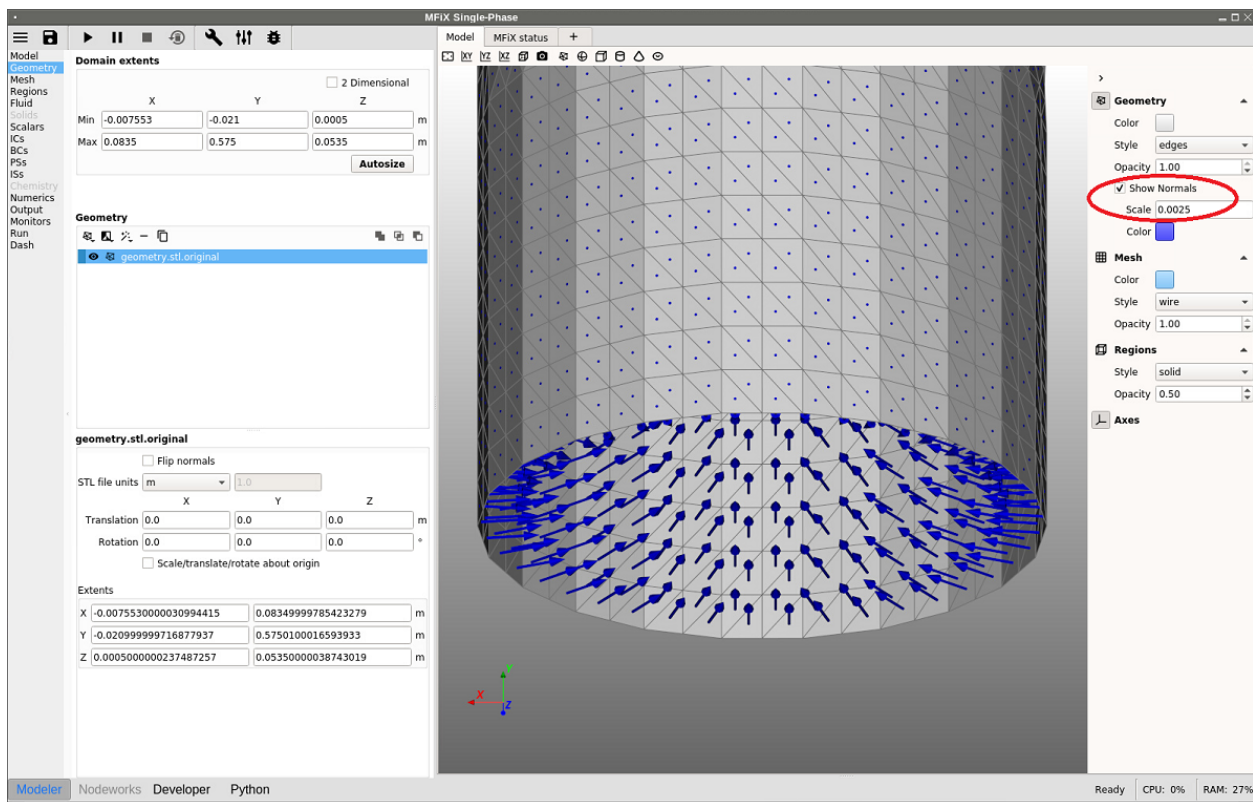 MFiX Single-Phase
Model MFiX status +
Model
Geometry
Mesh
Regions
Fluid
Solids
Scalars
ICs
BCs
PSs
ISs
Chemistry
Numerics
Output
Monitors
Run
Dash
Domain extents
2 Dimensional
X Y Z
Min -0.007553 -0.021 0.0005 m
Max 0.0835 0.575 0.0535 m
Autosize
Geometry
geometry.stl.original
geometry.stl.original
Flip normals
STL file units m 1.0
X Y Z
Translation 0.0 0.0 0.0 m
Rotation 0.0 0.0 0.0 °
Scale/translate/rotate about origin
Extents
X -0.0075530000030994415 0.08349999785423279 m
Y -0.020999999716877937 0.5750100016593933 m
Z 0.0005000000237487257 0.05350000038743019 m
XY YZ XZ
Y
X
Z
Geometry
Color
Style edges
Opacity 1.00
Show Normals
Scale 0.0025
Color
Mesh
Color
Style wire
Opacity 1.00
Regions
Style solid
Opacity 0.50
Axes
Modeler Nodeworks Developer Python
Ready CPU: 0% RAM: 27%